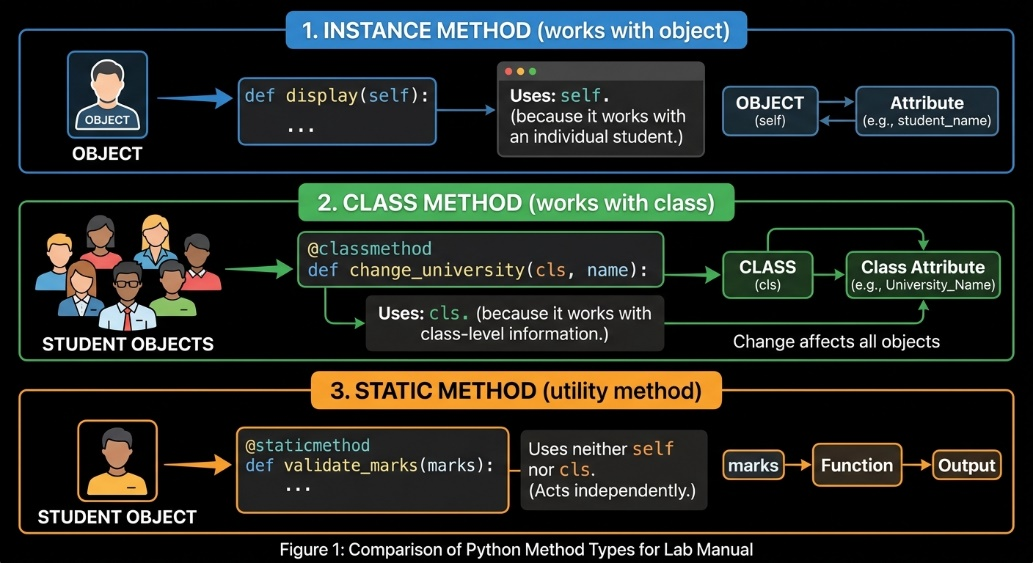 1. INSTANCE METHOD (works with object)
OBJECT
OBJECT
def display(self):
...
Uses: self.
(because it works with
an individual student.)
OBJECT
(self)
Attribute
(e.g., student_name)
2. CLASS METHOD (works with class)
STUDENT OBJECTS
@classmethod
def change_university(cls, name):
Uses: cls. (because it works with
class-level information.)
CLASS
(cls)
Class Attribute
(e.g., University_Name)
Change affects all objects
3. STATIC METHOD (utility method)
STUDENT OBJECT
@staticmethod
def validate_marks(marks):
...
Uses neither self
nor cls.
(Acts independently.)
marks
Function
Output
Figure 1: Comparison of Python Method Types for Lab Manual